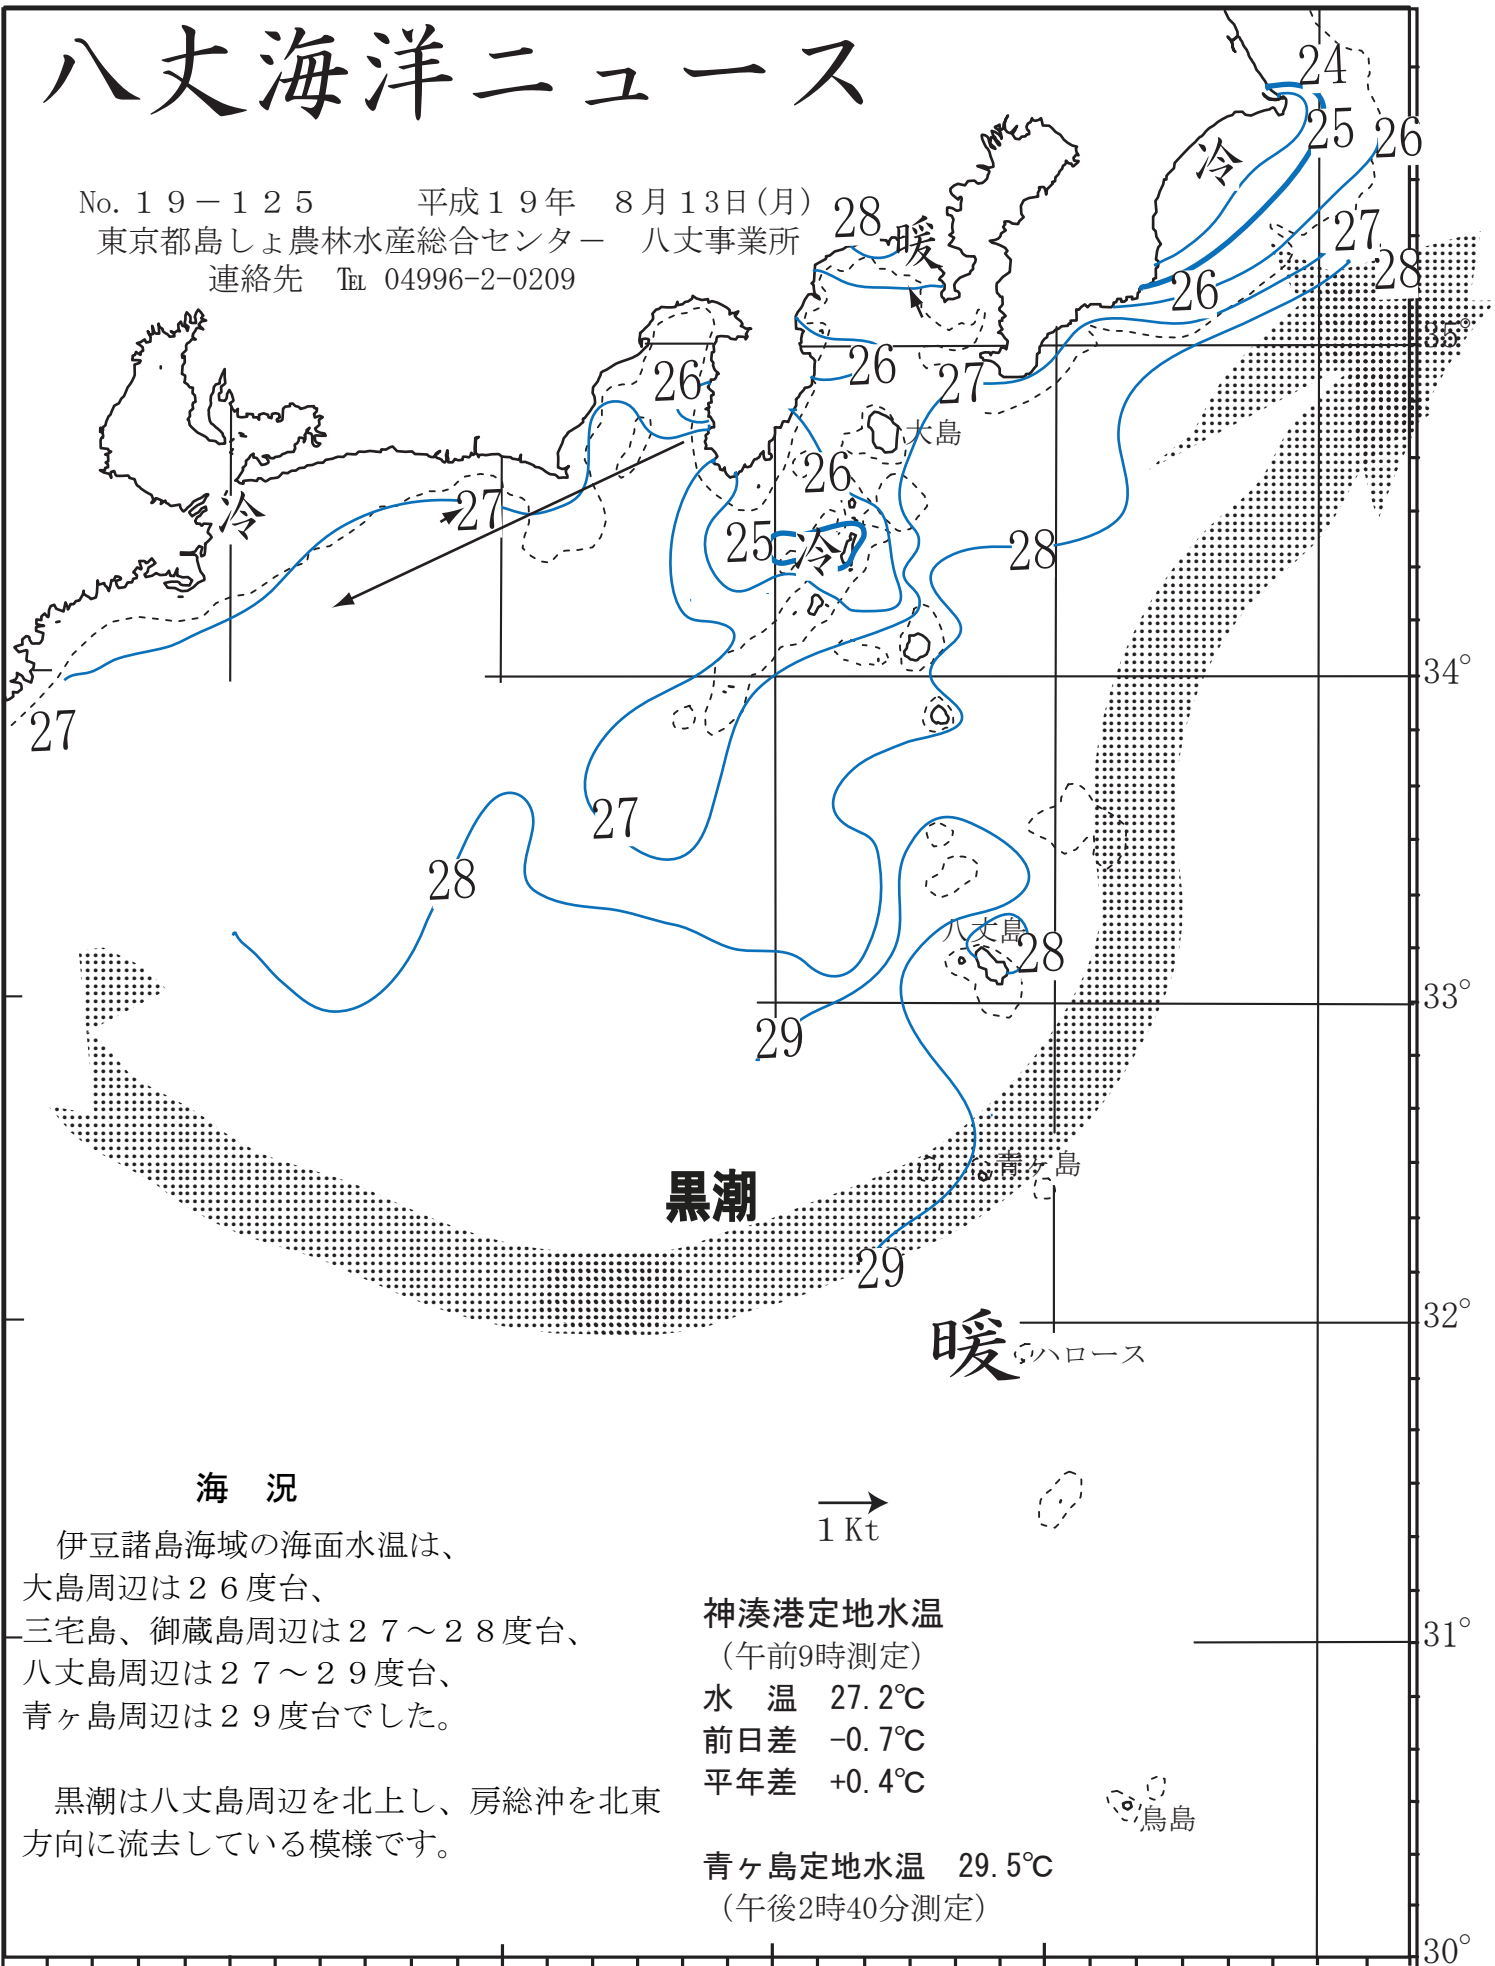 八丈海洋ニュース
No.１９－１２５　　　平成１９年　８月１３日(月)
東京都島しょ農林水産総合センター　八丈事業所
連絡先　℡ 04996-2-0209
24
25
26
冷
28
暖
27
28
26
35°
26
26
27
大島
26
27
冷
25
冷
28
34°
27
27
28
八丈島
28
33°
29
青ヶ島
黒潮
29
32°
暖
ハロース
海　況
伊豆諸島海域の海面水温は、
大島周辺は２６度台、
三宅島、御蔵島周辺は２７～２８度台、
八丈島周辺は２７～２９度台、
青ヶ島周辺は２９度台でした。
黒潮は八丈島周辺を北上し、房総沖を北東
方向に流去している模様です。
1 Kt
神湊港定地水温
（午前9時測定）
水　温　27.2℃
前日差　-0.7℃
平年差　+0.4℃
青ヶ島定地水温　29.5℃
（午後2時40分測定）
31°
鳥島
30°